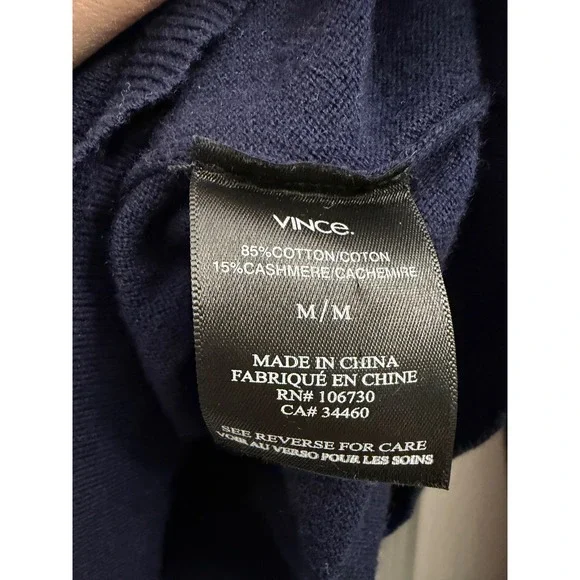 VINCe.
85%COTTON/COTON
15%CASHMERE/CACHEMIRE
M/M
MADE IN CHINA
FABRIQUÉ EN CHINE
RN# 106730
CA# 34460
SEE REVERSE FOR CARE
VOIR AU VERSO POUR LES SOINS